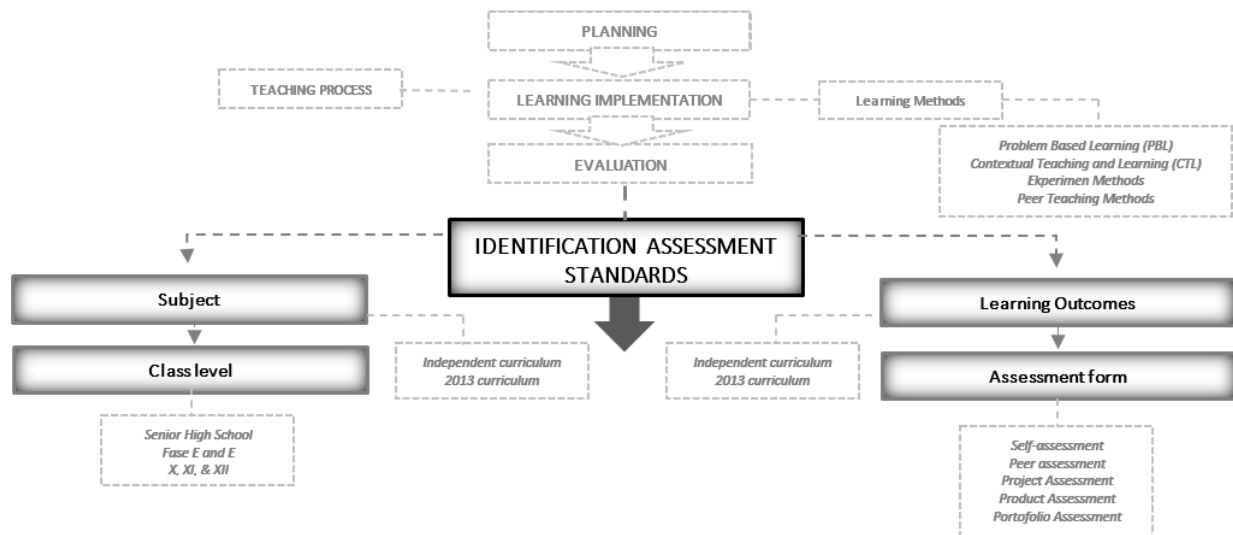 PLANNING
TEACHING PROCESS
LEARNING IMPLEMENTATION
Learning Methods
Problem Based Learning (PBL)
Contextual Teaching and Learning (CTL)
Ekperimen Methods
Peer Teaching Methods
EVALUATION
IDENTIFICATION ASSESSMENT
STANDARDS
Subject
Class level
Independent curriculum
2013 curriculum
Senior High School
Fase E and E
X, XI, & XII
Learning Outcomes
Independent curriculum
2013 curriculum
Assessment form
Self-assessment
Peer assessment
Project Assessment
Product Assessment
Portofolio Assessment